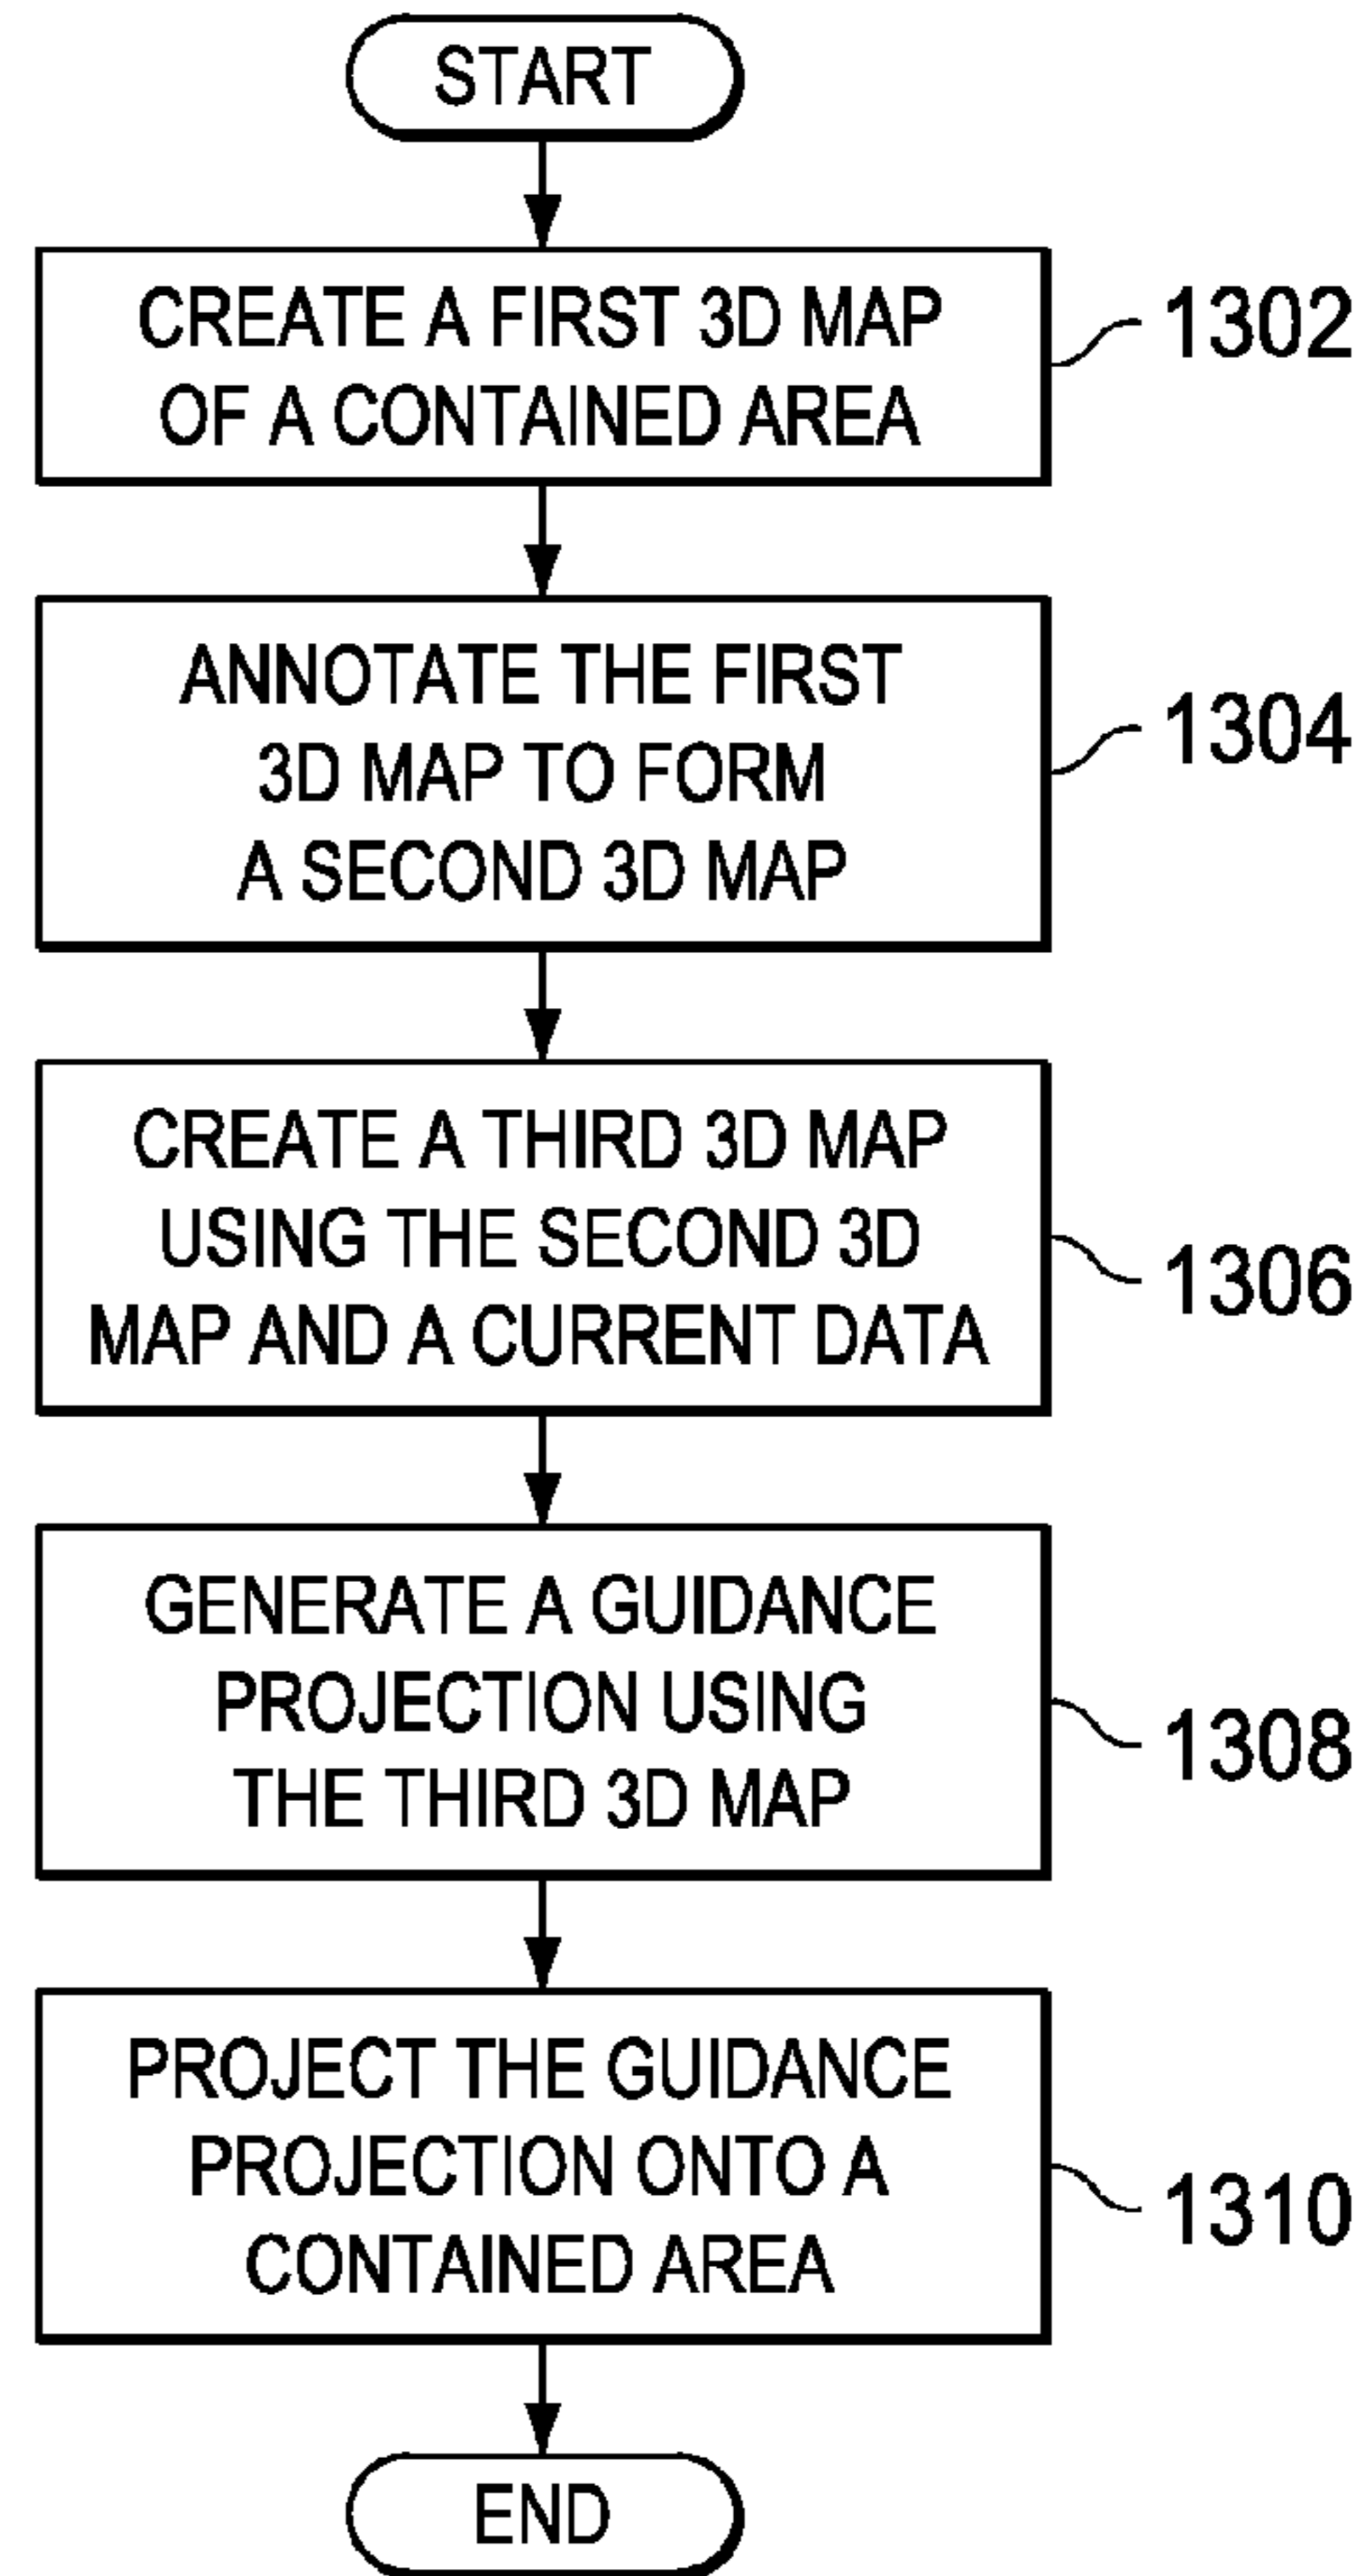 START
CREATE A FIRST 3D MAP
OF A CONTAINED AREA
1302
ANNOTATE THE FIRST
3D MAP TO FORM
A SECOND 3D MAP
1304
CREATE A THIRD 3D MAP
USING THE SECOND 3D
MAP AND A CURRENT DATA
1306
GENERATE A GUIDANCE
PROJECTION USING
THE THIRD 3D MAP
1308
PROJECT THE GUIDANCE
PROJECTION ONTO A
CONTAINED AREA
1310
END